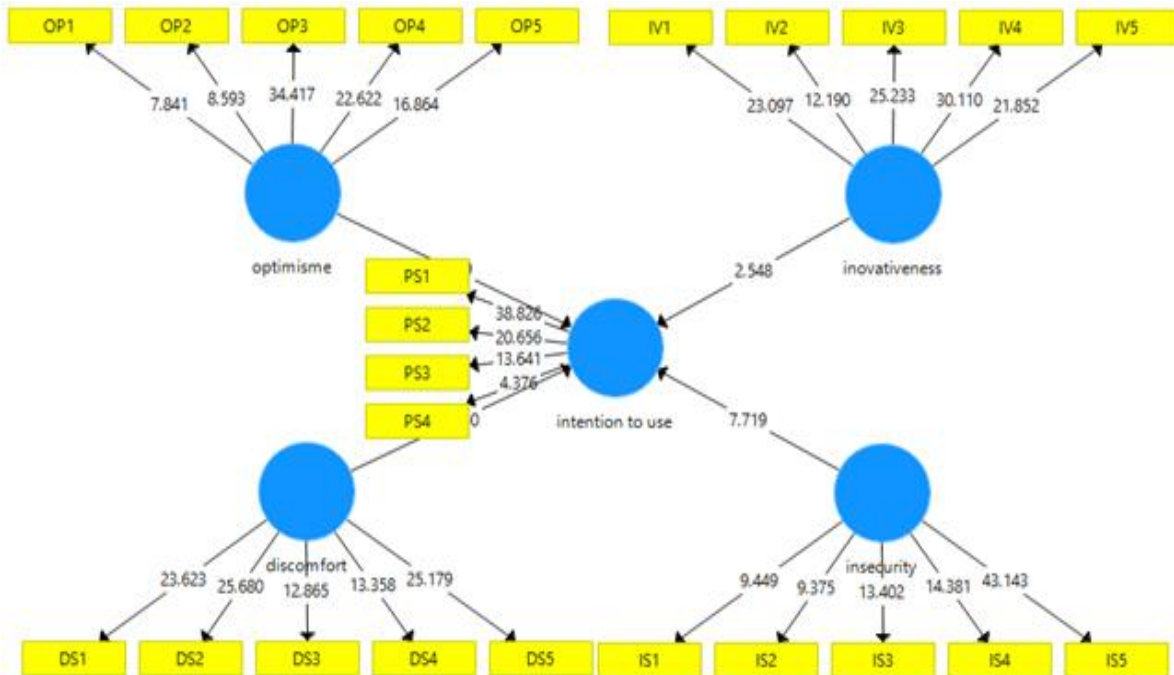 OP1 OP2 OP3 OP4 OP5 IV1 IV2 IV3 IV4 IV5
7.841 8.593 34.417 22.622 16.864 23.097 12.190 25.233 30.110 21.852
optimisme inovativeness
PS1 2.548
38.826
PS2 20.656
PS3 13.641
4.376
PS4 intention to use 7.719
discomfort insecurity
23.623 25.680 12.865 13.358 25.179 9.449 9.375 13.402 14.381 43.143
DS1 DS2 DS3 DS4 DS5 IS1 IS2 IS3 IS4 IS5